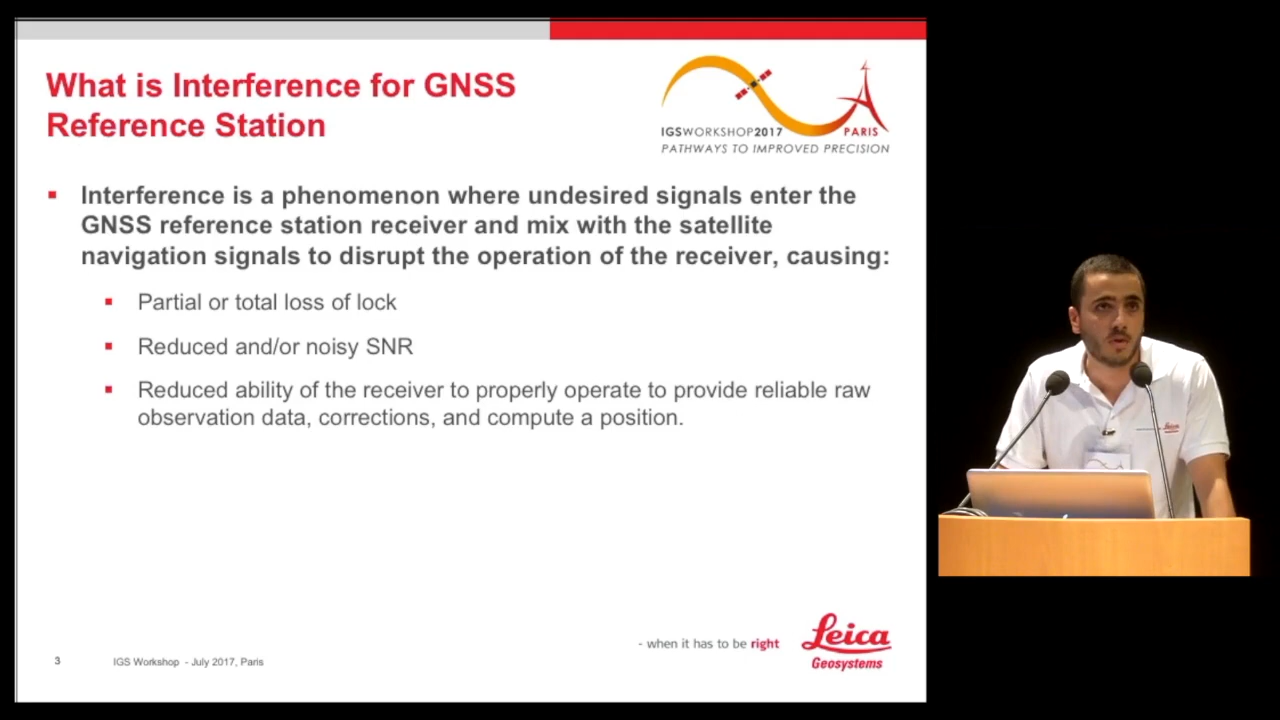 What is Interference for GNSS
Reference Station
IGSWORKSHOP2017 PARIS
PATHWAYS TO IMPROVED PRECISION
Interference is a phenomenon where undesired signals enter the
GNSS reference station receiver and mix with the satellite
navigation signals to disrupt the operation of the receiver, causing:
Partial or total loss of lock
Reduced and/or noisy SNR
Reduced ability of the receiver to properly operate to provide reliable raw
observation data, corrections, and compute a position.
Leica
3
IGS Workshop - July 2017, Paris
- when it has to be right
Leica
Geosystems